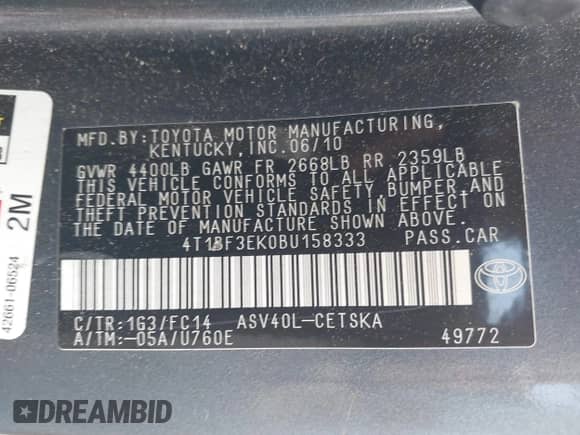 MFD.BY:TOYOTA MOTOR MANUFACTURING,
KENTUCKY,INC.06/10
GVWR 4400LB GAWR FR 2668LB RR 2359LB
THIS VEHICLE CONFORMS TO ALL APPLICABLE
FEDERAL MOTOR VEHICLE SAFETY,BUMPER,AND
THEFT PREVENTION STANDARDS IN EFFECT ON
THE DATE OF MANUFACTURE SHOWN ABOVE.
4T1BF3EK0BU158333 PASS.CAR
C/TR:1G3/FC14 ASV40L-CETSKA
A/TM:-05A/U760E 49772
42661-06524
2M
DREAMBID